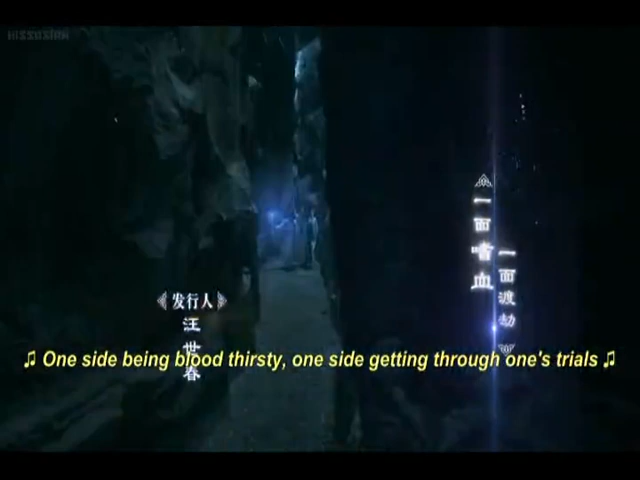 KISSASIAN
一面嗜血
一面渡劫
发行人
汪世春
♫ One side being blood thirsty, one side getting through one's trials ♫